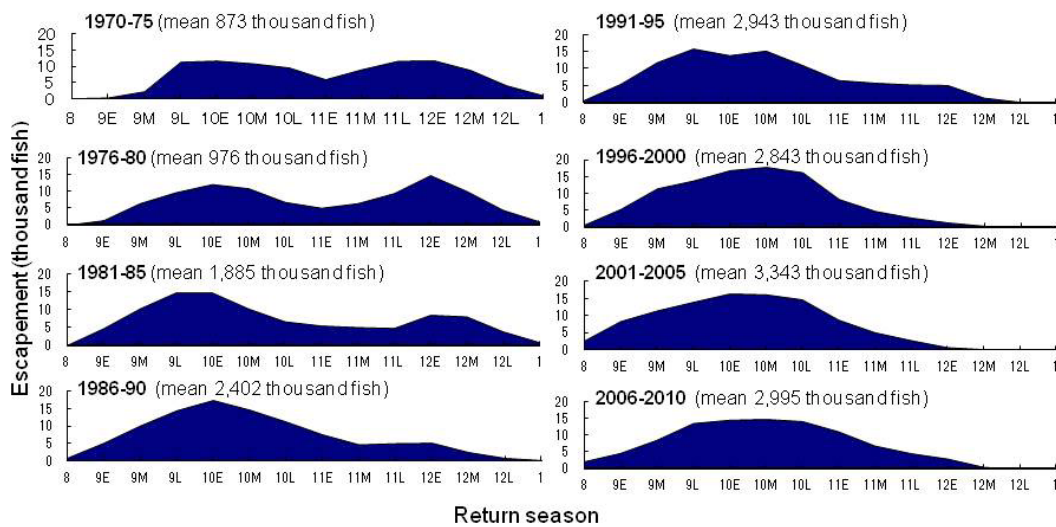 Escapement (thousand fish)
1970-75 (mean 873 thousand fish)
20
15
10
5
0
8 9E 9M 9L 10E 10M 10L 11E 11M 11L 12E 12M 12L 1
1976-80 (mean 976 thousand fish)
20
15
10
5
0
8 9E 9M 9L 10E 10M 10L 11E 11M 11L 12E 12M 12L 1
1981-85 (mean 1,885 thousand fish)
20
15
10
5
0
8 9E 9M 9L 10E 10M 10L 11E 11M 11L 12E 12M 12L 1
1986-90 (mean 2,402 thousand fish)
20
15
10
5
0
8 9E 9M 9L 10E 10M 10L 11E 11M 11L 12E 12M 12L 1
1991-95 (mean 2,943 thousand fish)
20
15
10
5
0
8 9E 9M 9L 10E 10M 10L 11E 11M 11L 12E 12M 12L 1
1996-2000 (mean 2,843 thousand fish)
20
15
10
5
0
8 9E 9M 9L 10E 10M 10L 11E 11M 11L 12E 12M 12L 1
2001-2005 (mean 3,343 thousand fish)
20
15
10
5
0
8 9E 9M 9L 10E 10M 10L 11E 11M 11L 12E 12M 12L 1
2006-2010 (mean 2,995 thousand fish)
20
15
10
5
0
8 9E 9M 9L 10E 10M 10L 11E 11M 11L 12E 12M 12L 1
Return season